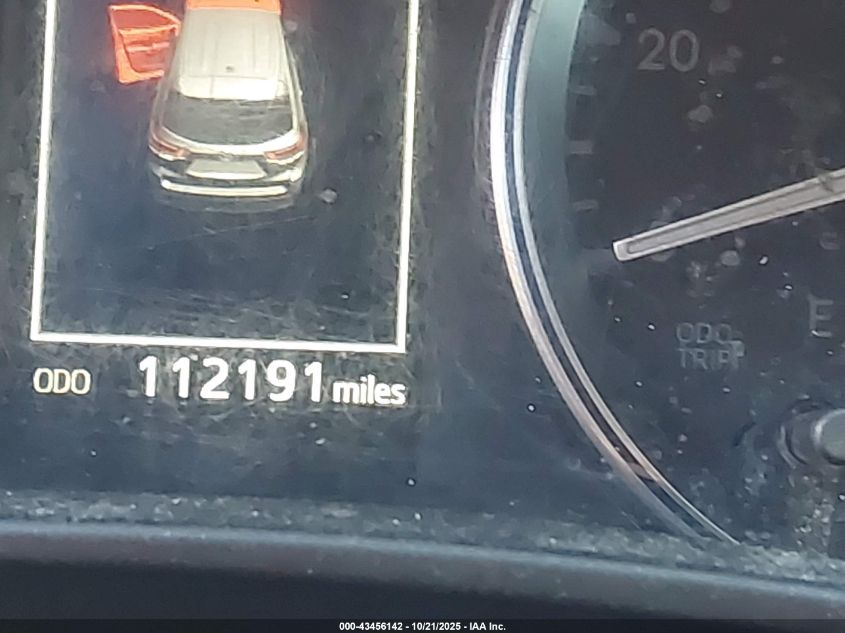 20
E
ODO
TRIP
ODO 112191 miles
000-43456142 - 10/21/2025 - IAA Inc.